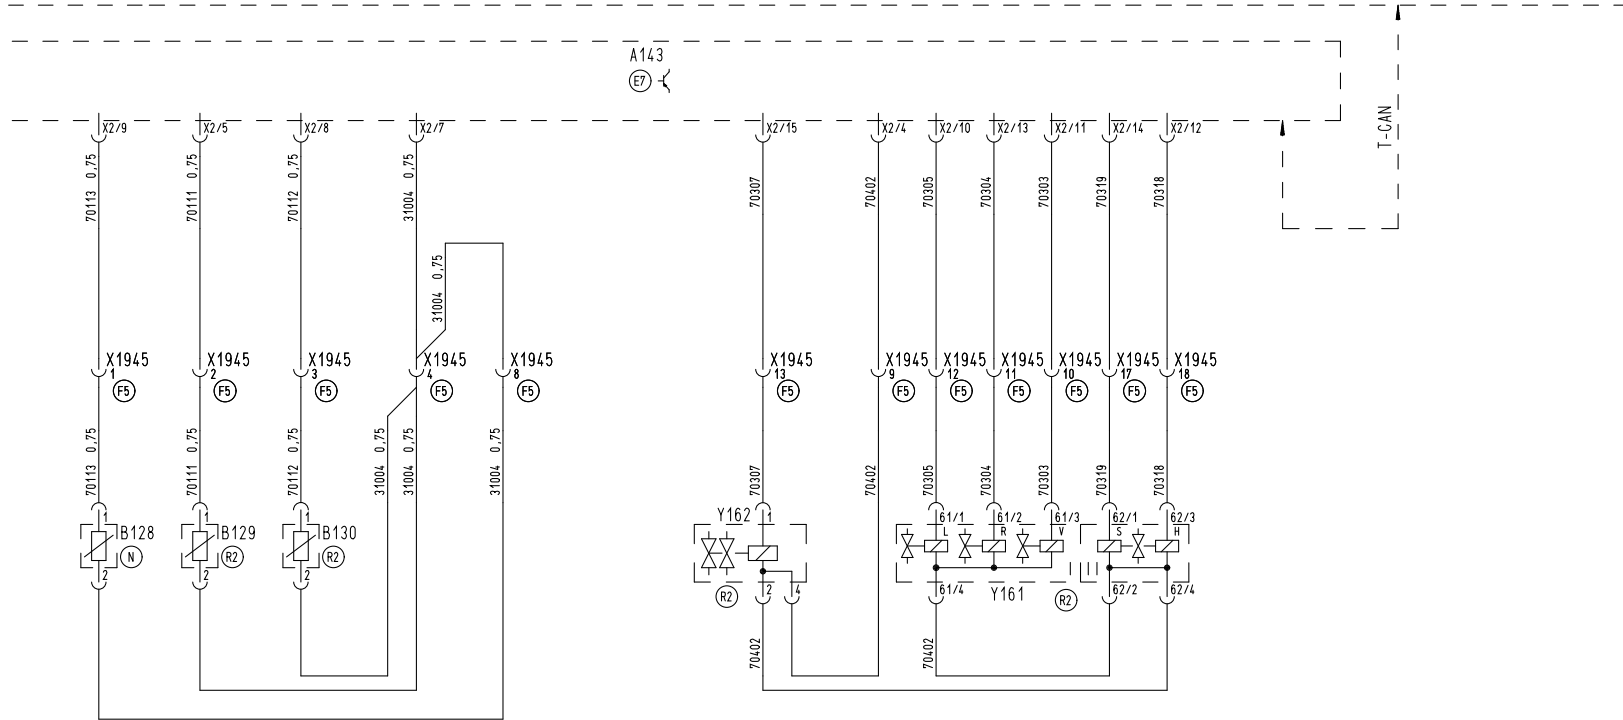 A143
E7
T-CAN
X2/9 X2/5 X2/8 X2/7 X2/15 X2/4 X2/10 X2/13 X2/11 X2/14 X2/12
70113 0,75
70111 0,75
70112 0,75
31004 0,75
70307
70402
70305
70304
70303
70319
70318
31004 0,75
X1945 X1945 X1945 X1945 X1945 X1945 X1945 X1945 X1945 X1945 X1945 X1945
1 2 3 4 8 13 9 12 11 10 17 18
F5 F5 F5 F5 F5 F5 F5 F5 F5 F5 F5 F5
70113 0,75
70111 0,75
70112 0,75
31004 0,75
31004 0,75
31004 0,75
70307
70402
70305
70304
70303
70319
70318
1 1 1 Y162 1 61/1 61/2 61/3 62/1 62/3
B128 B129 B130 L R V S H
N R2 R2
2 2 2 2 4 61/4 62/2 62/4
R2 Y161 R2
70402
70402